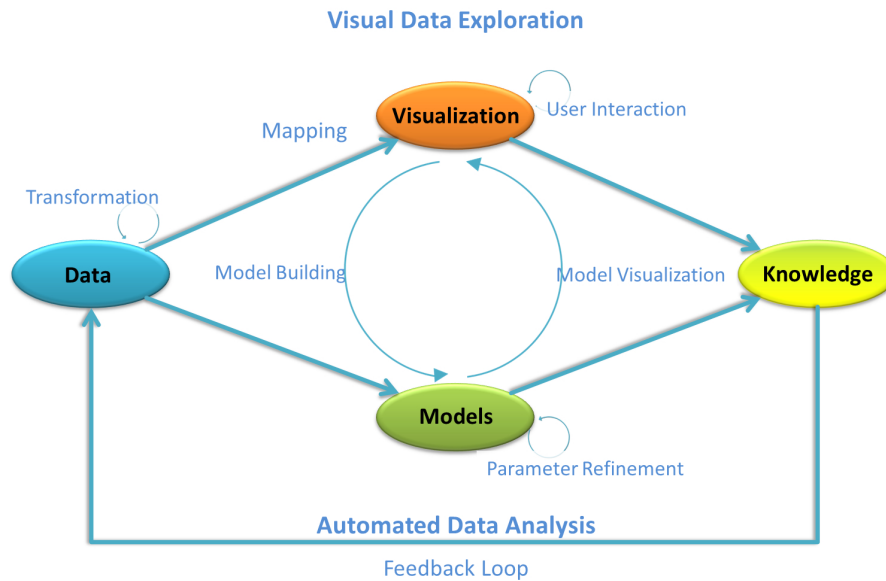 Visual Data Exploration
Visualization
User Interaction
Mapping
Transformation
Data
Model Building
Model Visualization
Knowledge
Models
Parameter Refinement
Automated Data Analysis
Feedback Loop